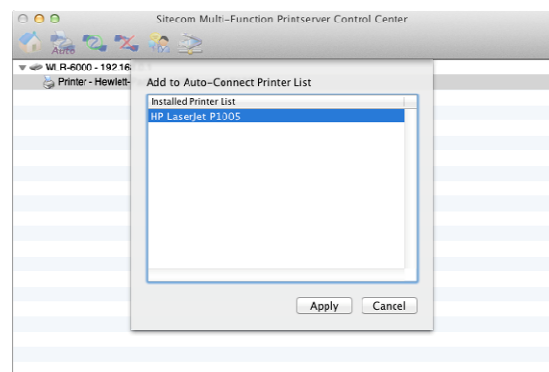 Sitecom Multi-Function Printserver Control Center
Auto
WLR-6000 - 192.16
Printer - Hewlett-
Add to Auto-Connect Printer List
Installed Printer List
HP LaserJet P1005
Apply
Cancel